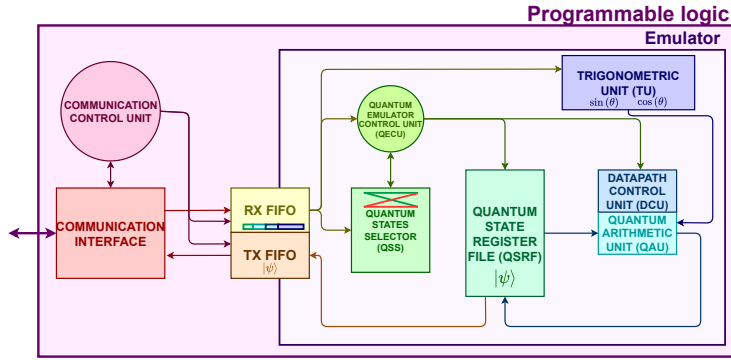 Programmable logic
Emulator
COMMUNICATION
CONTROL UNIT
QUANTUM
EMULATOR
CONTROL UNIT
(QECU)
TRIGONOMETRIC
UNIT (TU)
sin (θ) cos (θ)
COMMUNICATION
INTERFACE
RX FIFO
TX FIFO
|ψ⟩
QUANTUM
STATES
SELECTOR
(QSS)
QUANTUM
STATE
REGISTER
FILE (QSRF)
|ψ⟩
DATAPATH
CONTROL
UNIT (DCU)
QUANTUM
ARITHMETIC
UNIT (QAU)